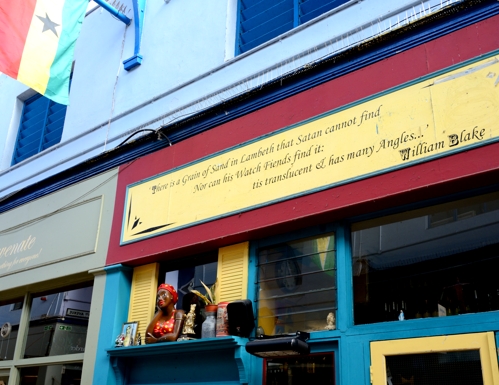 There is a Grain of Sand in Lambeth that Satan cannot find
Nor can his Watch Fiends find it:
tis translucent & has many Angles...
William Blake